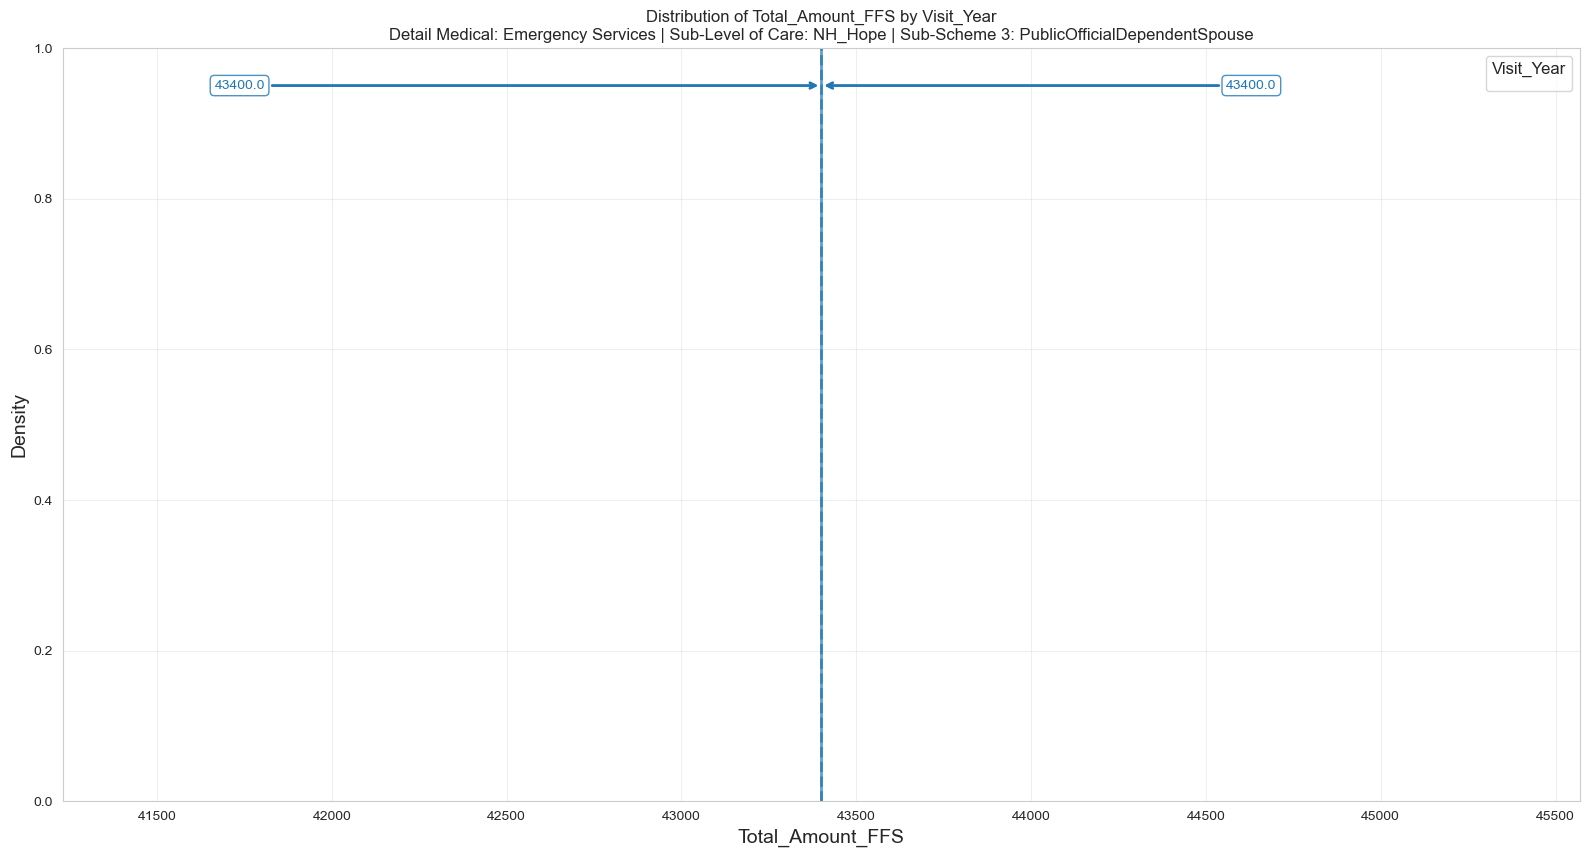 Distribution of Total_Amount_FFS by Visit_Year
Detail Medical: Emergency Services | Sub-Level of Care: NH_Hope | Sub-Scheme 3: PublicOfficialDependentSpouse
1.0
43400.0
43400.0
Visit_Year
0.8
0.6
Density
0.4
0.2
0.0
41500 42000 42500 43000 43500 44000 44500 45000 45500
Total_Amount_FFS